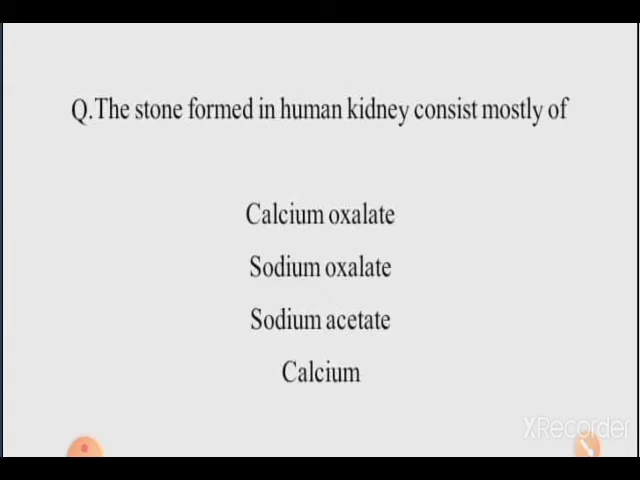 Q.The stone formed in human kidney consist mostly of
Calcium oxalate
Sodium oxalate
Sodium acetate
Calcium
XRecorder